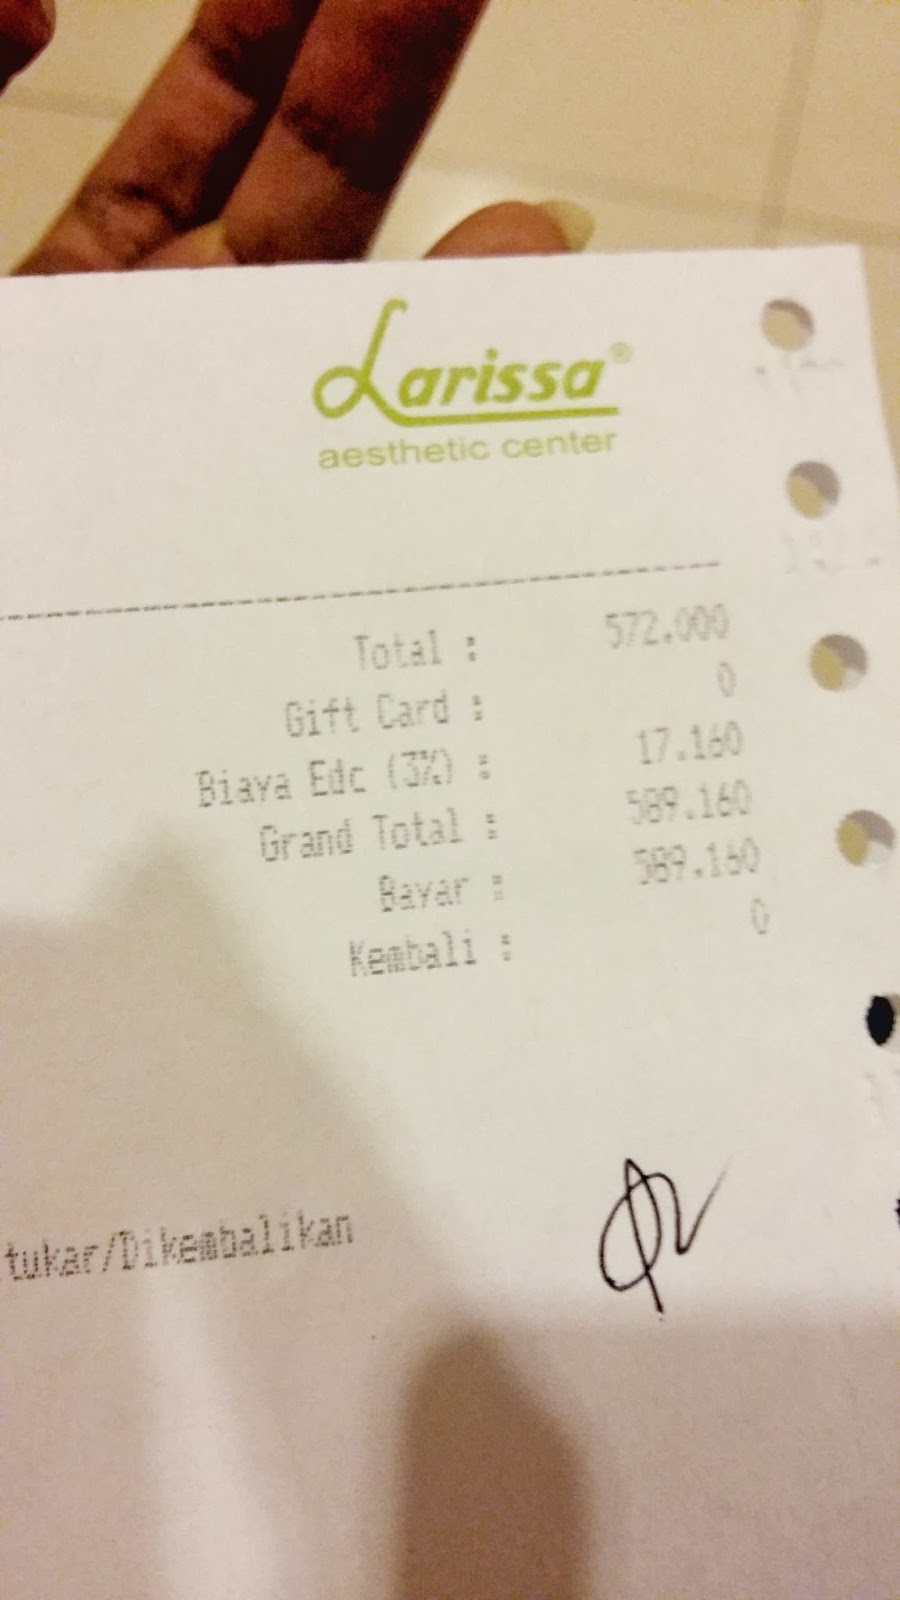 Larissa®
aesthetic center
Total : 572.000
Gift Card : 0
Biaya Edc (3%) : 17.160
Grand Total : 589.160
Bayar : 589.160
Kembali : 0
tukar/Dikembalikan